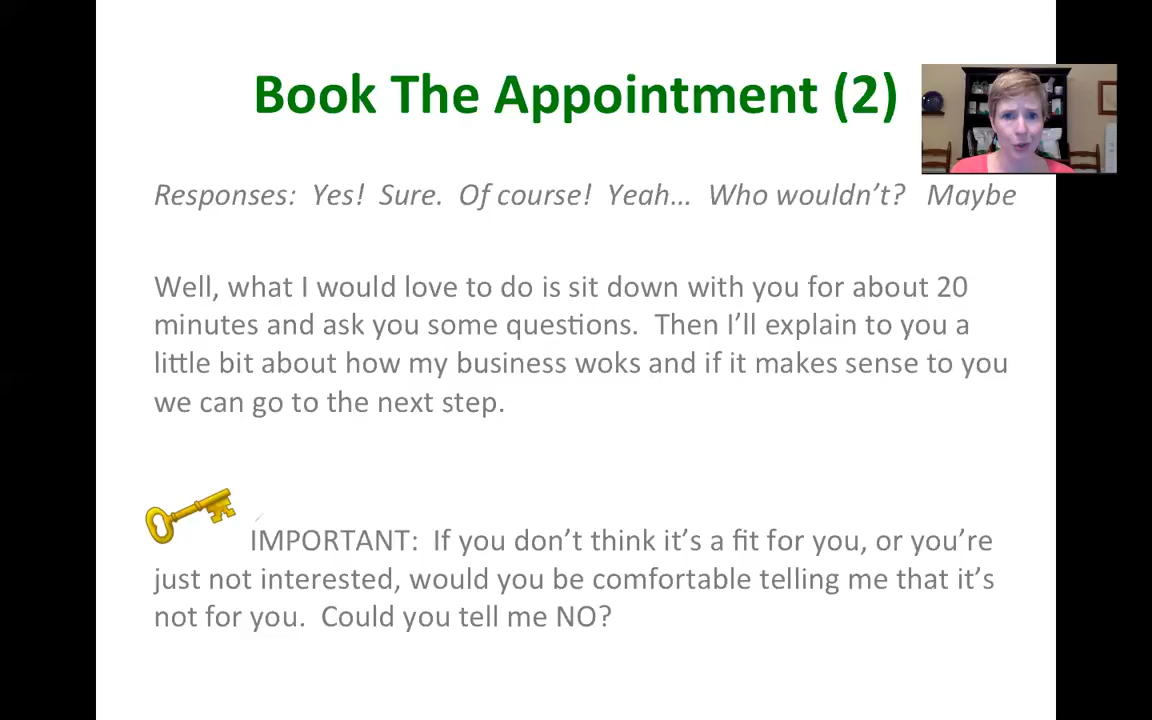 Book The Appointment (2)
Responses:  Yes!  Sure.  Of course!  Yeah...  Who wouldn't?  Maybe
Well, what I would love to do is sit down with you for about 20
minutes and ask you some questions.  Then I'll explain to you a
little bit about how my business woks and if it makes sense to you
we can go to the next step.
IMPORTANT:  If you don't think it's a fit for you, or you're
just not interested, would you be comfortable telling me that it's
not for you.  Could you tell me NO?